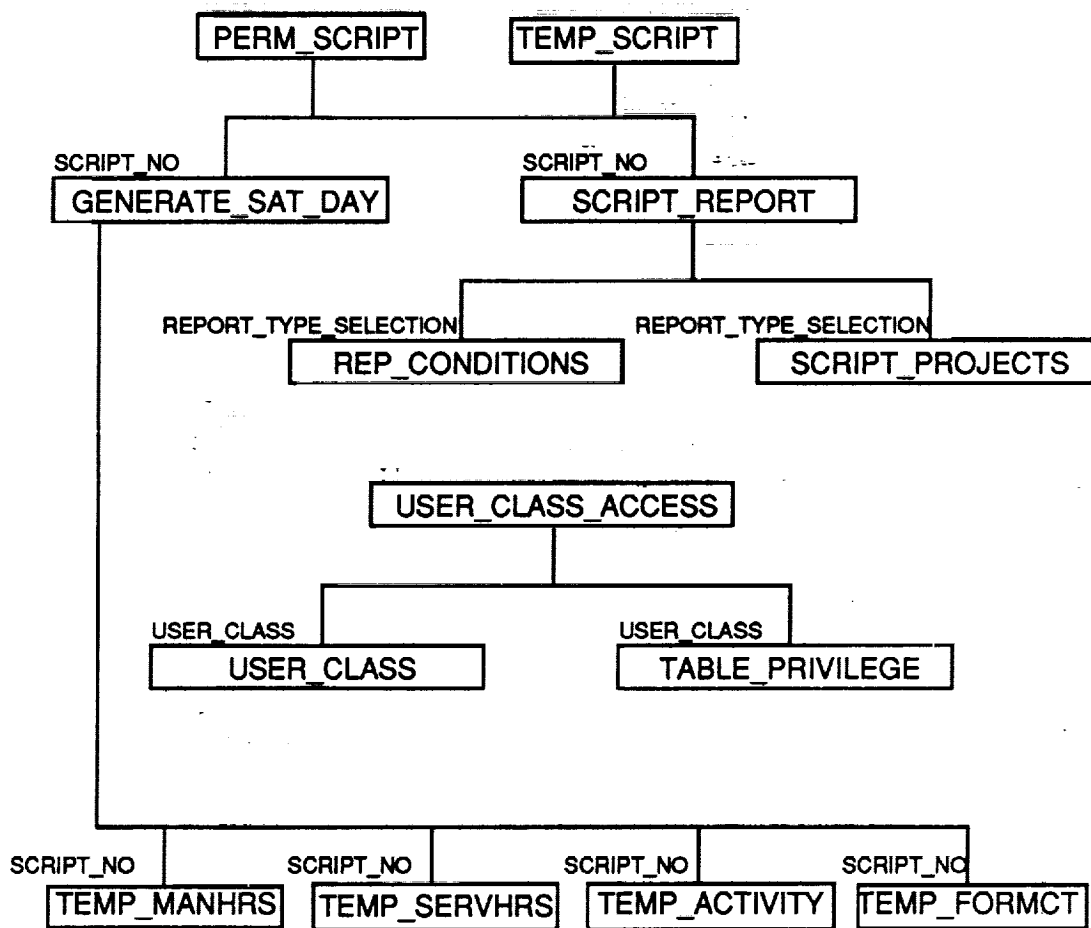 PERM_SCRIPT TEMP_SCRIPT
SCRIPT_NO SCRIPT_NO
GENERATE_SAT_DAY SCRIPT_REPORT
REPORT_TYPE_SELECTION REPORT_TYPE_SELECTION
REP_CONDITIONS SCRIPT_PROJECTS
USER_CLASS_ACCESS
USER_CLASS USER_CLASS
USER_CLASS TABLE_PRIVILEGE
SCRIPT_NO SCRIPT_NO SCRIPT_NO SCRIPT_NO
TEMP_MANHRS TEMP_SERVHRS TEMP_ACTIVITY TEMP_FORMCT